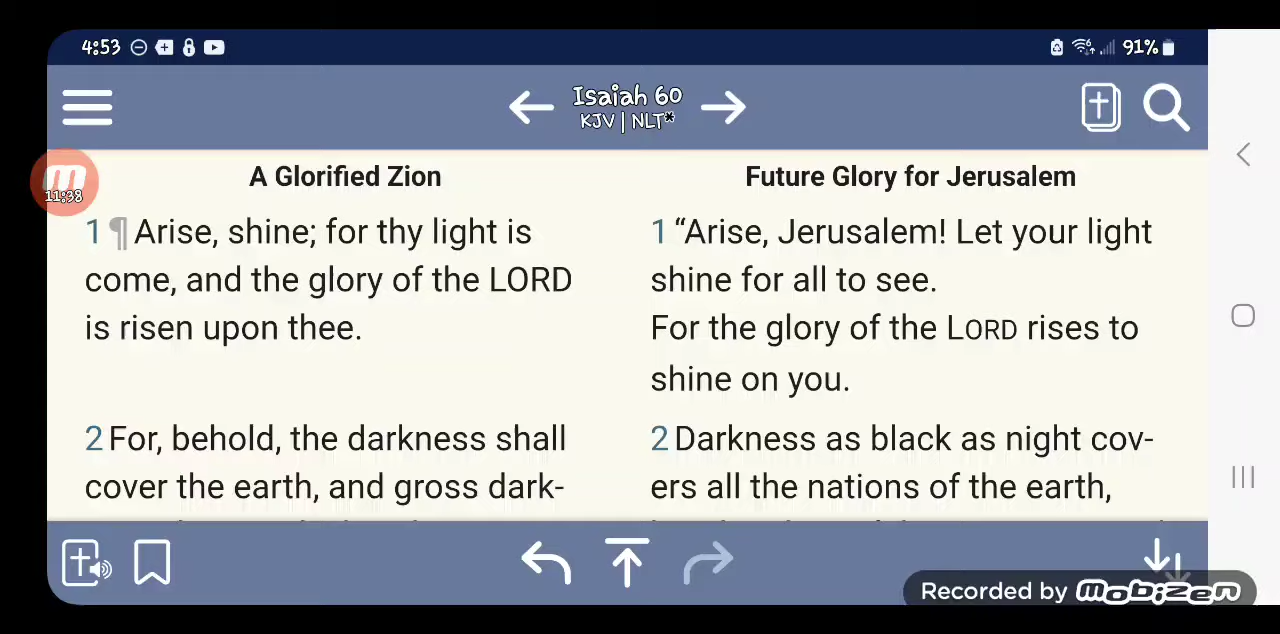 4:53
91%
Isaiah 60
KJV | NLT*
11:38
A Glorified Zion
1 ¶ Arise, shine; for thy light is
come, and the glory of the LORD
is risen upon thee.
2 For, behold, the darkness shall
cover the earth, and gross dark-
Future Glory for Jerusalem
1 “Arise, Jerusalem! Let your light
shine for all to see.
For the glory of the LORD rises to
shine on you.
2 Darkness as black as night cov-
ers all the nations of the earth,
Recorded by mobizen